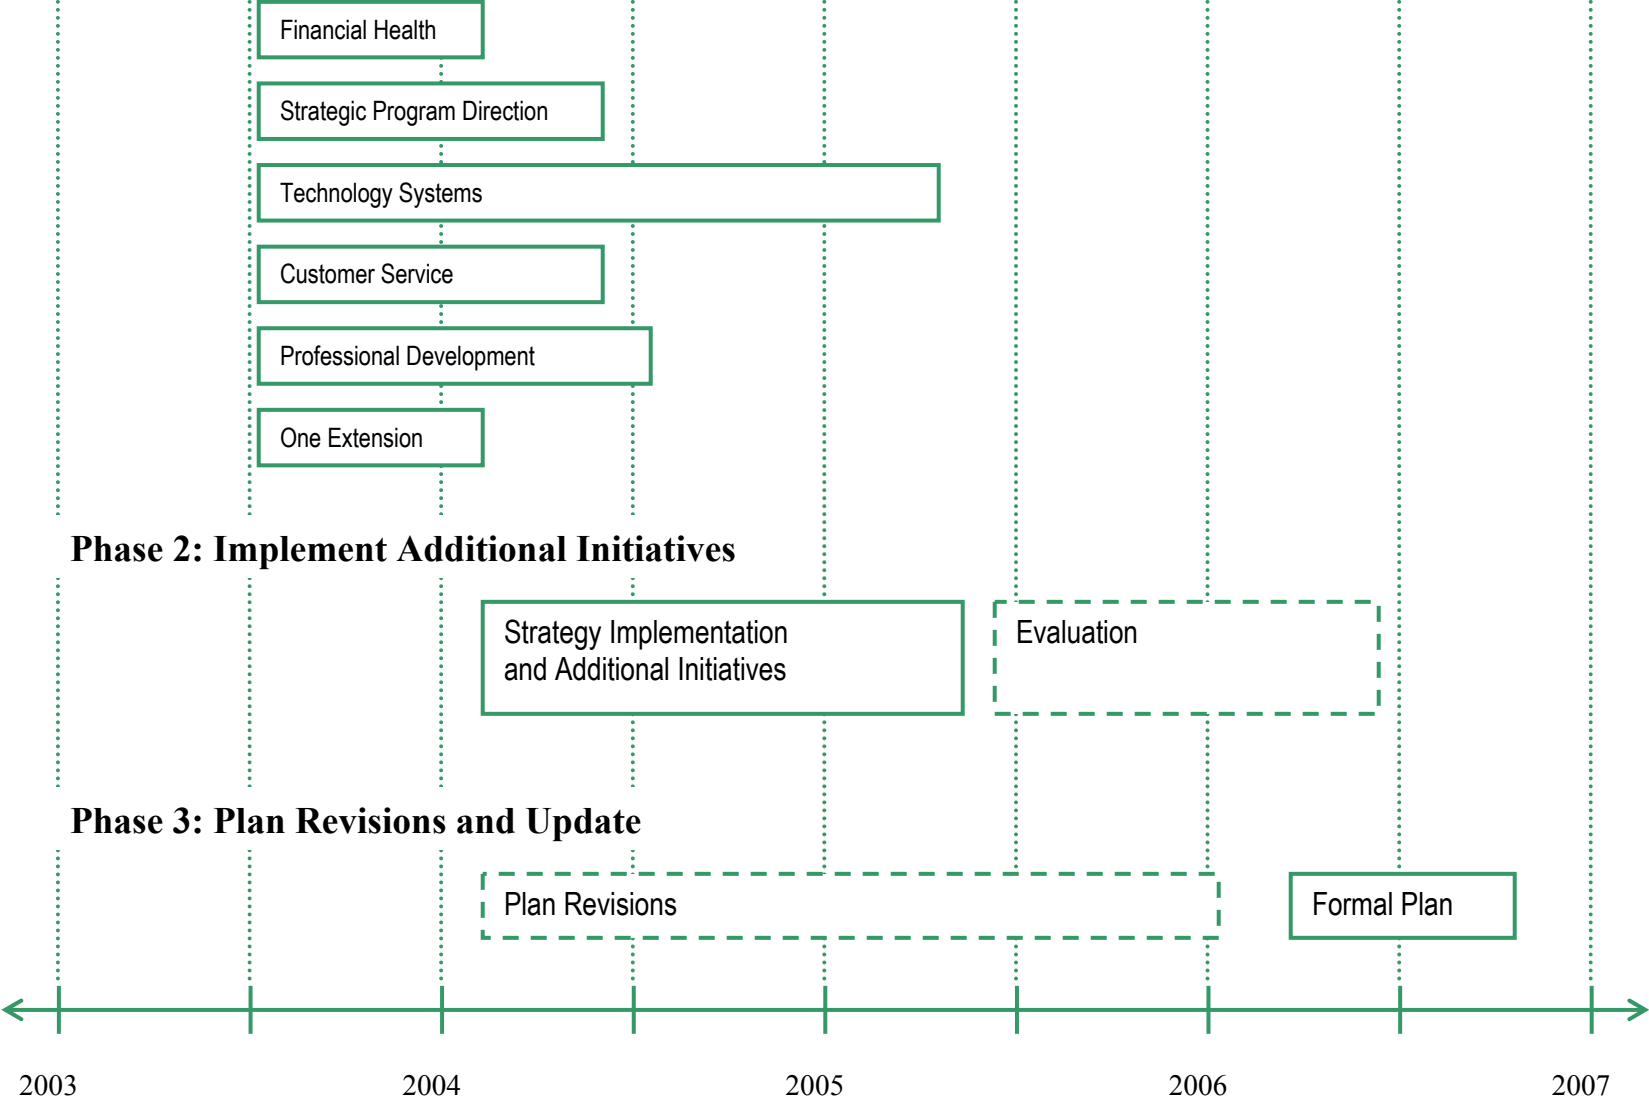 Financial Health
Strategic Program Direction
Technology Systems
Customer Service
Professional Development
One Extension
Phase 2: Implement Additional Initiatives
Strategy Implementation
and Additional Initiatives
Evaluation
Phase 3: Plan Revisions and Update
Plan Revisions
Formal Plan
2003
2004
2005
2006
2007